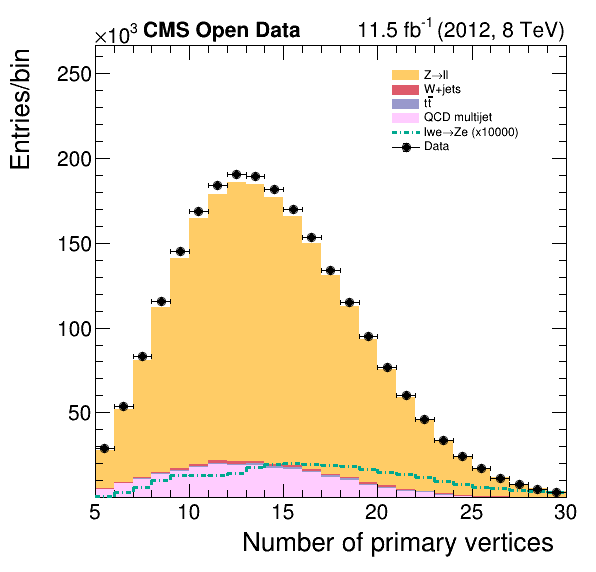 ×10³ CMS Open Data 11.5 fb⁻¹ (2012, 8 TeV)
Entries/bin
250
200
150
100
50
Z→ll
W+jets
tt̄
QCD multijet
lwe→Ze (x10000)
Data
5 10 15 20 25 30
Number of primary vertices